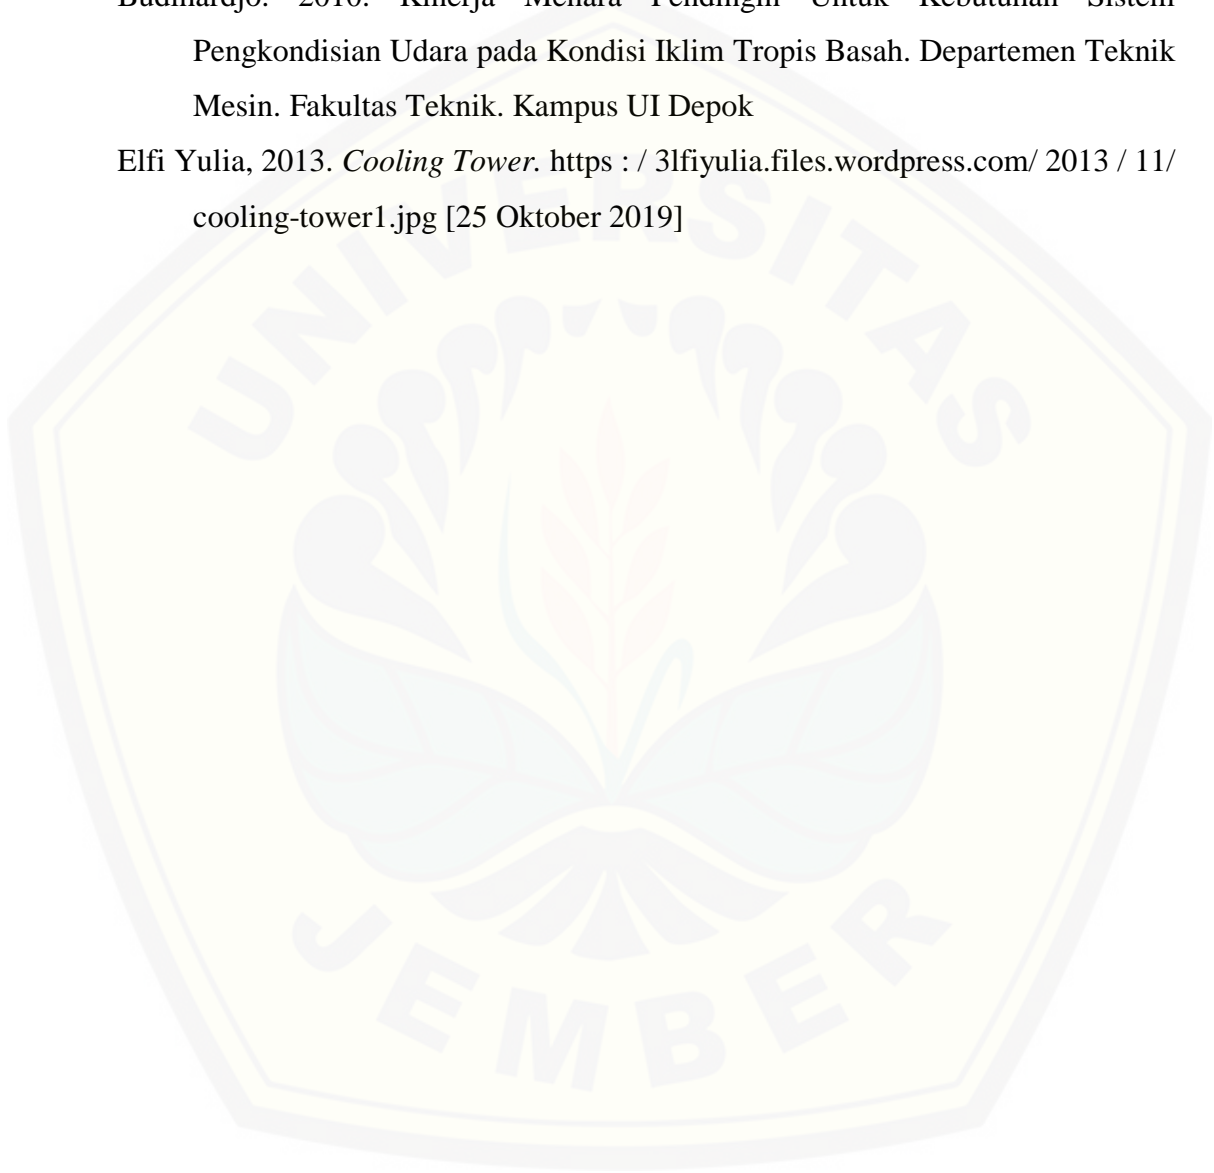 Budihardjo. 2010. Kinerja Menara Pendingin Untuk Kebutuhan Sistem
Pengkondisian Udara pada Kondisi Iklim Tropis Basah. Departemen Teknik
Mesin. Fakultas Teknik. Kampus UI Depok
Elfi Yulia, 2013. Cooling Tower. https : / 3lfiyulia.files.wordpress.com/ 2013 / 11/
cooling-tower1.jpg [25 Oktober 2019]
UNIVERSITAS
JEMBER